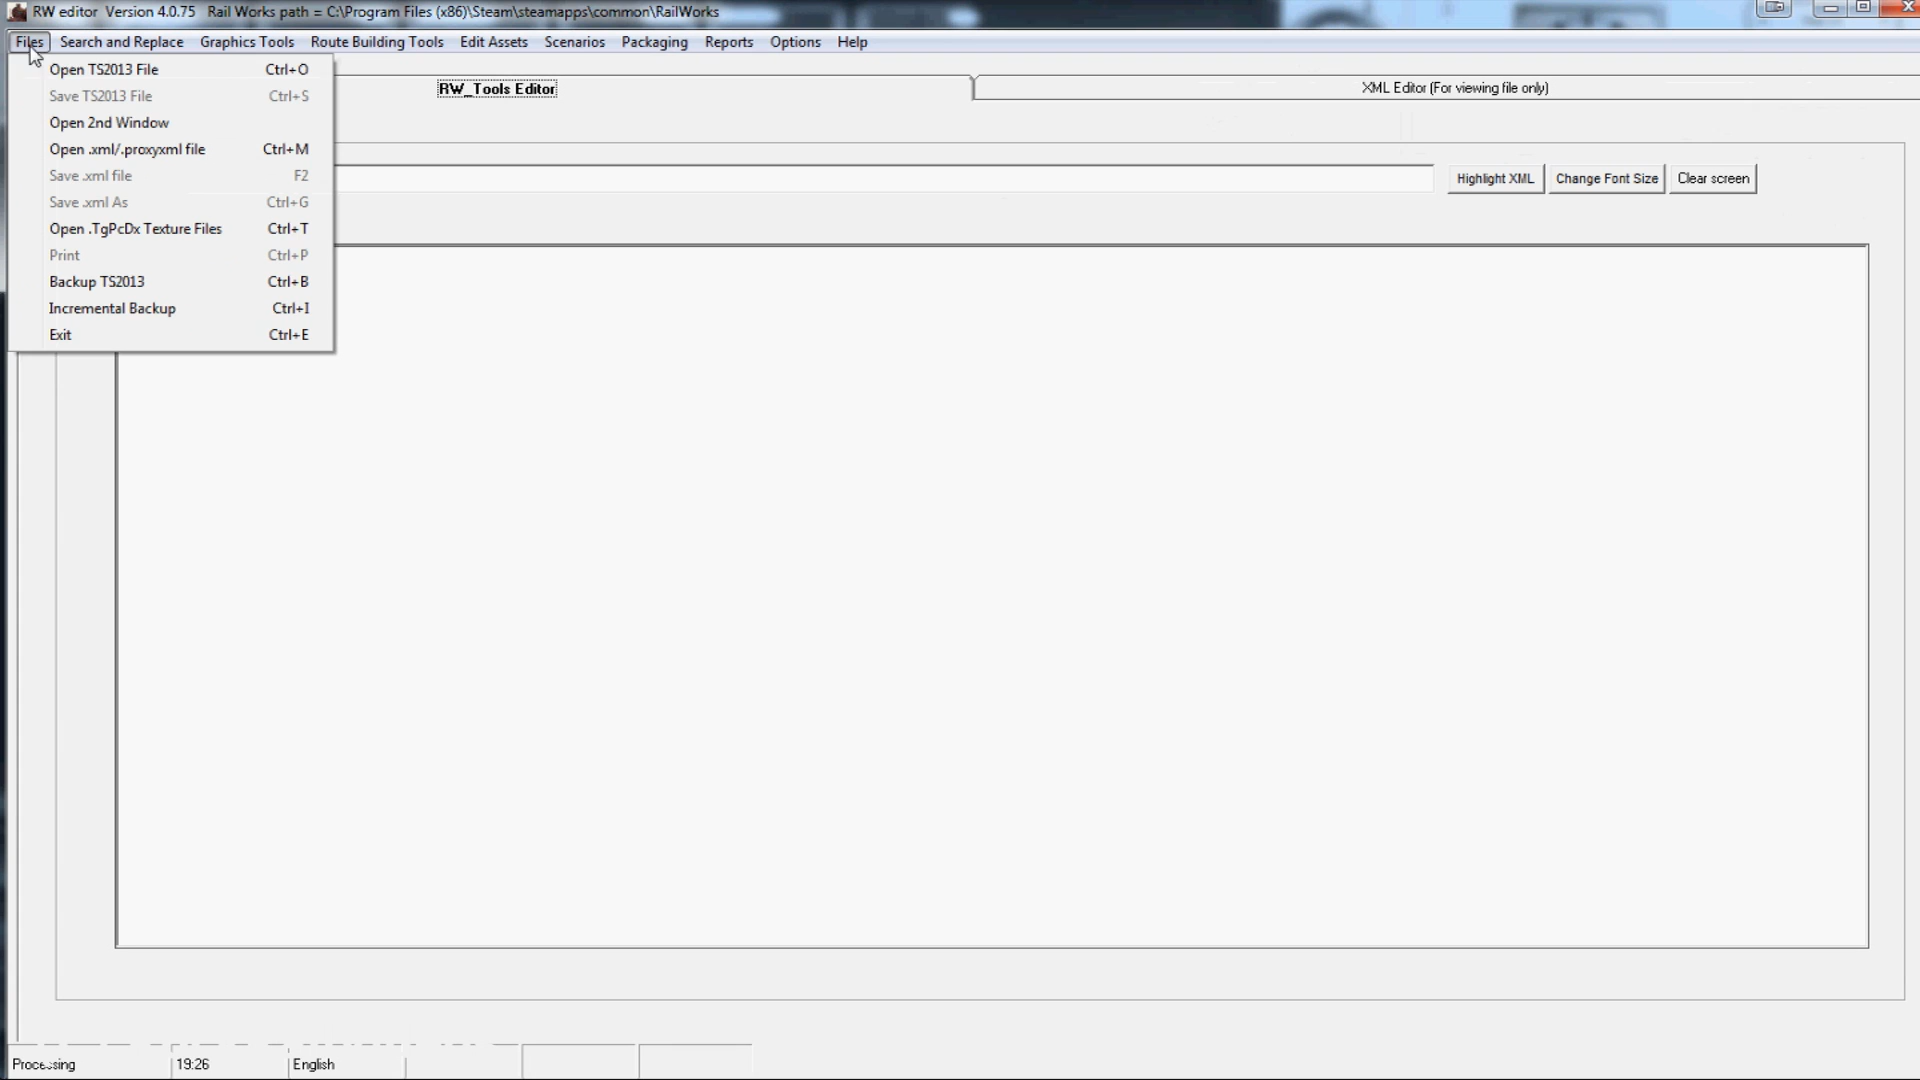 RW editor Version 4.0.75 Rail Works path = C:\Program Files (x86)\Steam\steamapps\common\RailWorks
Files Search and Replace Graphics Tools Route Building Tools Edit Assets Scenarios Packaging Reports Options Help
Open TS2013 File Ctrl+O
Save TS2013 File Ctrl+S
Open 2nd Window
Open .xml/.proxyxml file Ctrl+M
Save .xml file F2
Save .xml As Ctrl+G
Open .TgPcDx Texture Files Ctrl+T
Print Ctrl+P
Backup TS2013 Ctrl+B
Incremental Backup Ctrl+I
Exit Ctrl+E
RW_Tools Editor
XML Editor (For viewing file only)
Highlight XML Change Font Size Clear screen
Processing 19:26 English